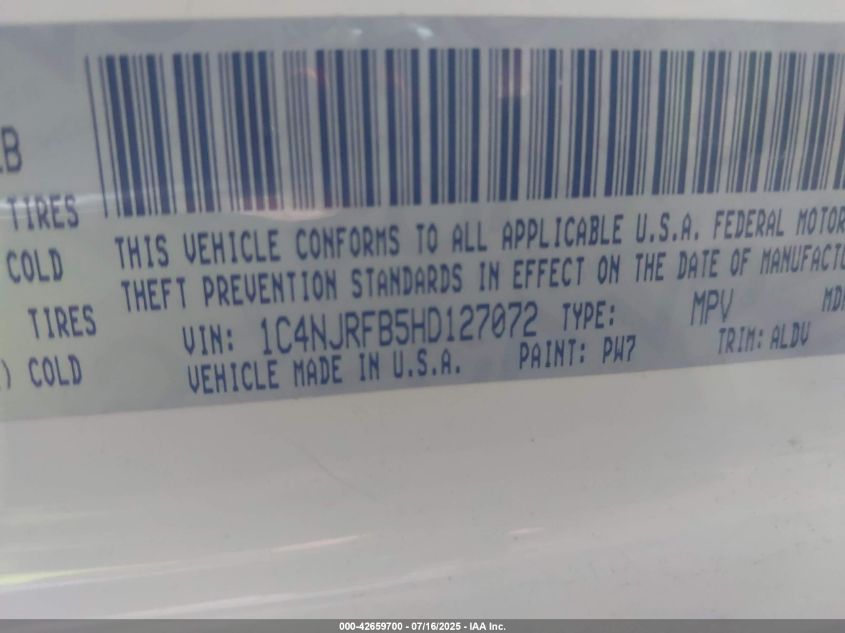 B
TIRES
COLD
TIRES
) COLD
THIS VEHICLE CONFORMS TO ALL APPLICABLE U.S.A. FEDERAL MOTOR
THEFT PREVENTION STANDARDS IN EFFECT ON THE DATE OF MANUFACTU
VIN: 1C4NJRFB5HD127072 TYPE: MPV MD
VEHICLE MADE IN U.S.A. PAINT: PW7 TRIM: ALDV
000-42659700 - 07/16/2025 - IAA Inc.